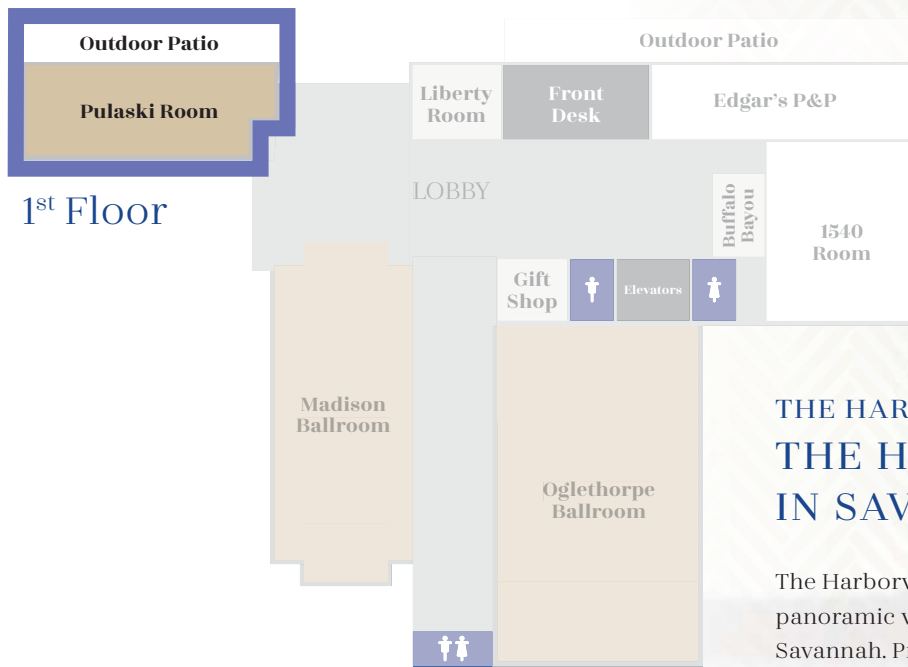 Outdoor Patio
Pulaski Room
1st Floor
Outdoor Patio
Liberty
Room
Front
Desk
Edgar's P&P
LOBBY
Buffalo
Bayou
1540
Room
Gift
Shop
Elevators
Madison
Ballroom
Oglethorpe
Ballroom
THE HAR
THE H
IN SAV
The Harborv
panoramic v
Savannah. Pr